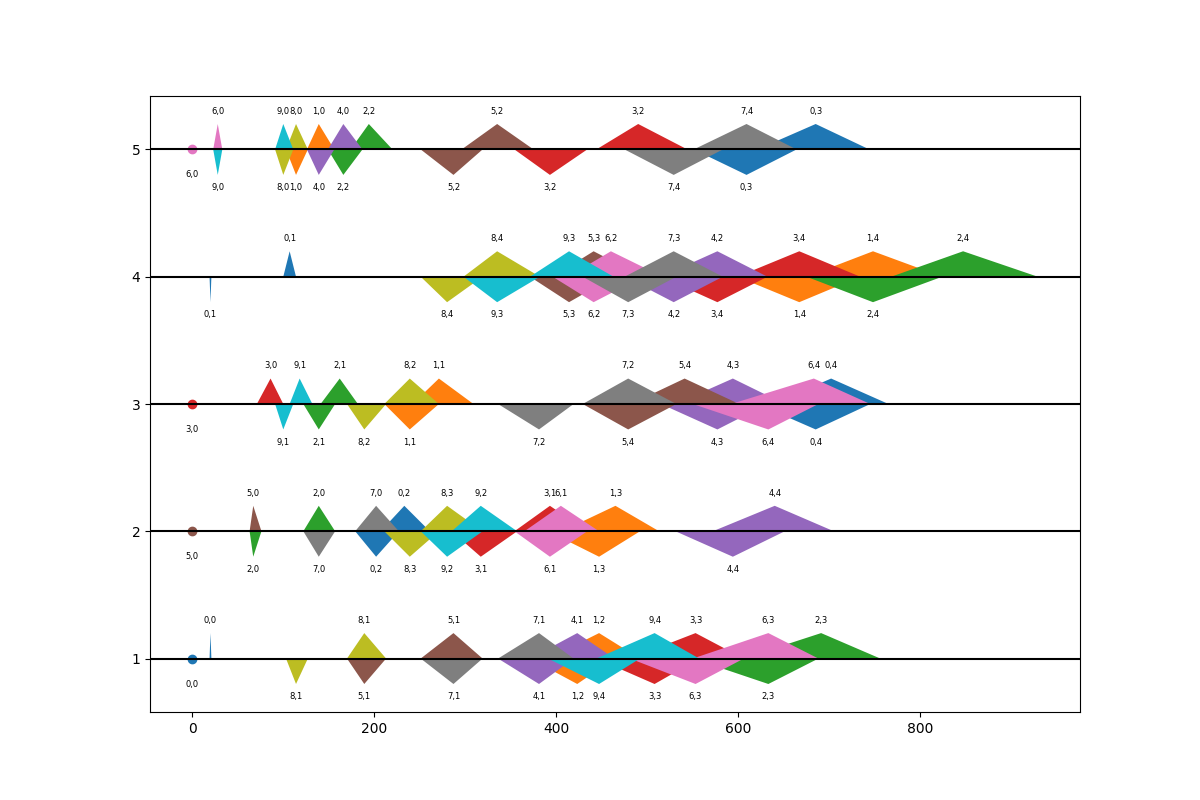 6,0 9,0 8,0 1,0 4,0 2,2 5,2 3,2 7,4 0,3
5
6,0 9,0 8,0 1,0 4,0 2,2 5,2 3,2 7,4 0,3
0,1 8,4 9,3 5,3 6,2 7,3 4,2 3,4 1,4 2,4
4
0,1 8,4 9,3 5,3 6,2 7,3 4,2 3,4 1,4 2,4
3,0 9,1 2,1 8,2 1,1 7,2 5,4 4,3 6,4 0,4
3
3,0 9,1 2,1 8,2 1,1 7,2 5,4 4,3 6,4 0,4
5,0 2,0 7,0 0,2 8,3 9,2 3,1 6,1 1,3 4,4
2
5,0 2,0 7,0 0,2 8,3 9,2 3,1 6,1 1,3 4,4
0,0 8,1 5,1 7,1 4,1 1,2 9,4 3,3 6,3 2,3
1
0,0 8,1 5,1 7,1 4,1 1,2 9,4 3,3 6,3 2,3
0 200 400 600 800